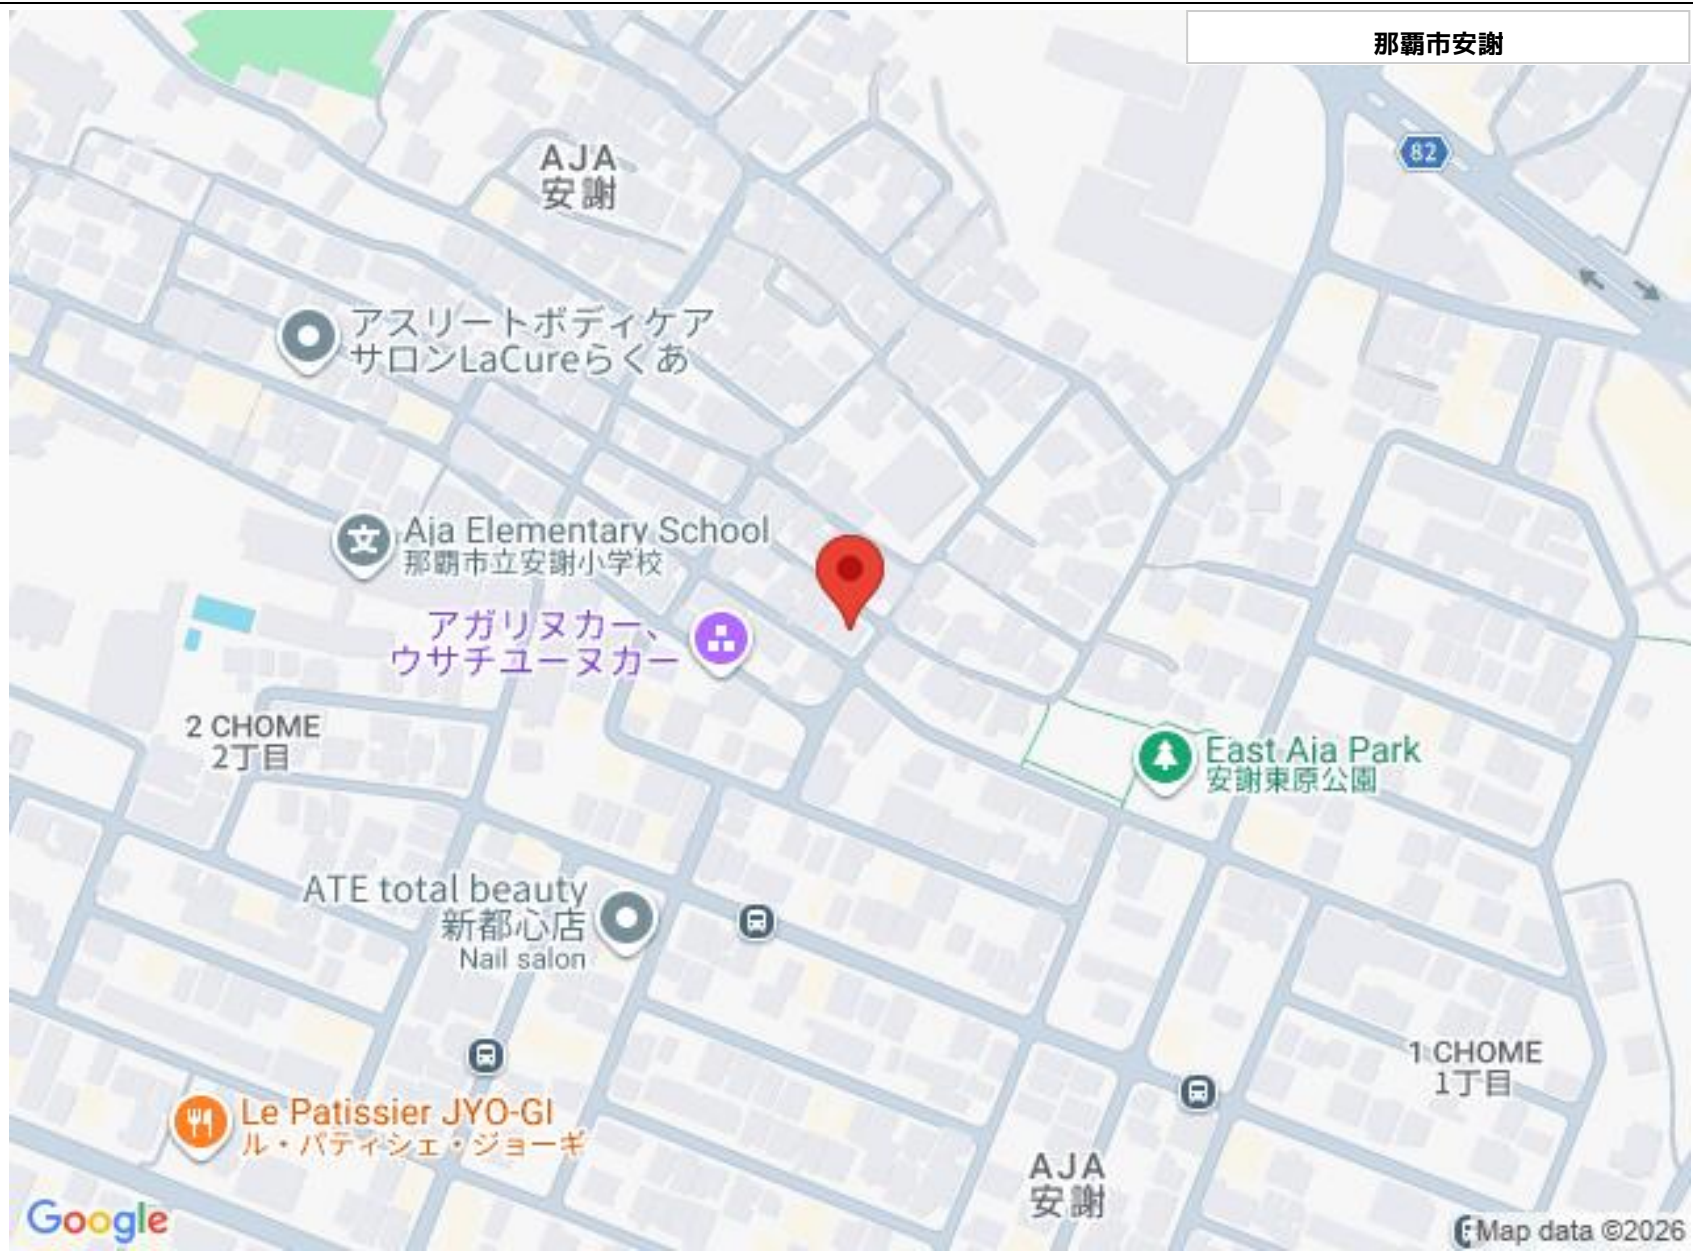 那覇市安謝
82
AJA
安謝
アスリートボディケア
サロンLaCureらくあ
Aja Elementary School
那覇市立安謝小学校
アガリヌカー、
ウサチユーヌカー
2 CHOME
2丁目
East Aja Park
安謝東原公園
ATE total beauty
新都心店
Nail salon
1 CHOME
1丁目
Le Patissier JYO-GI
ル・パティシェ・ジョーギ
AJA
安謝
Google
Map data ©2026